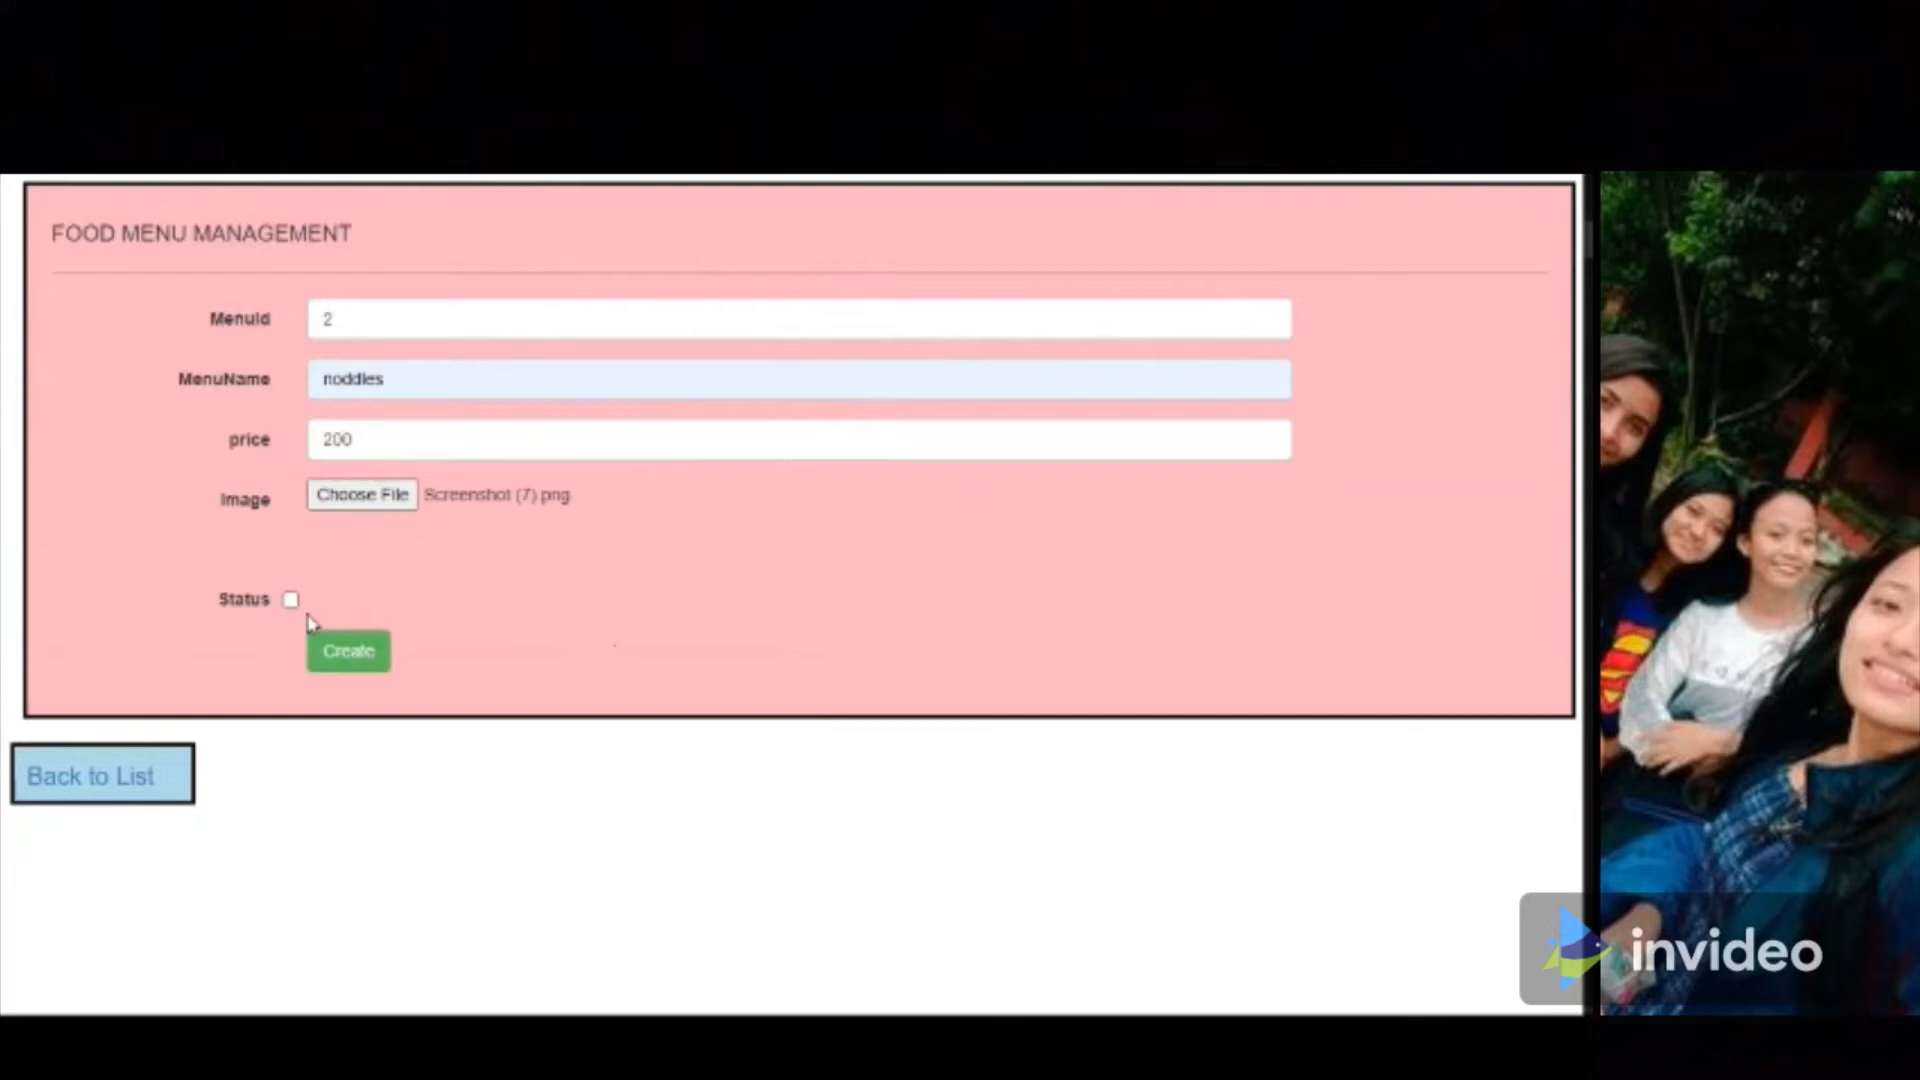 FOOD MENU MANAGEMENT
MenuId 2
MenuName noddles
price 200
Image Choose File Screenshot (7).png
Status
Create
Back to List
invideo